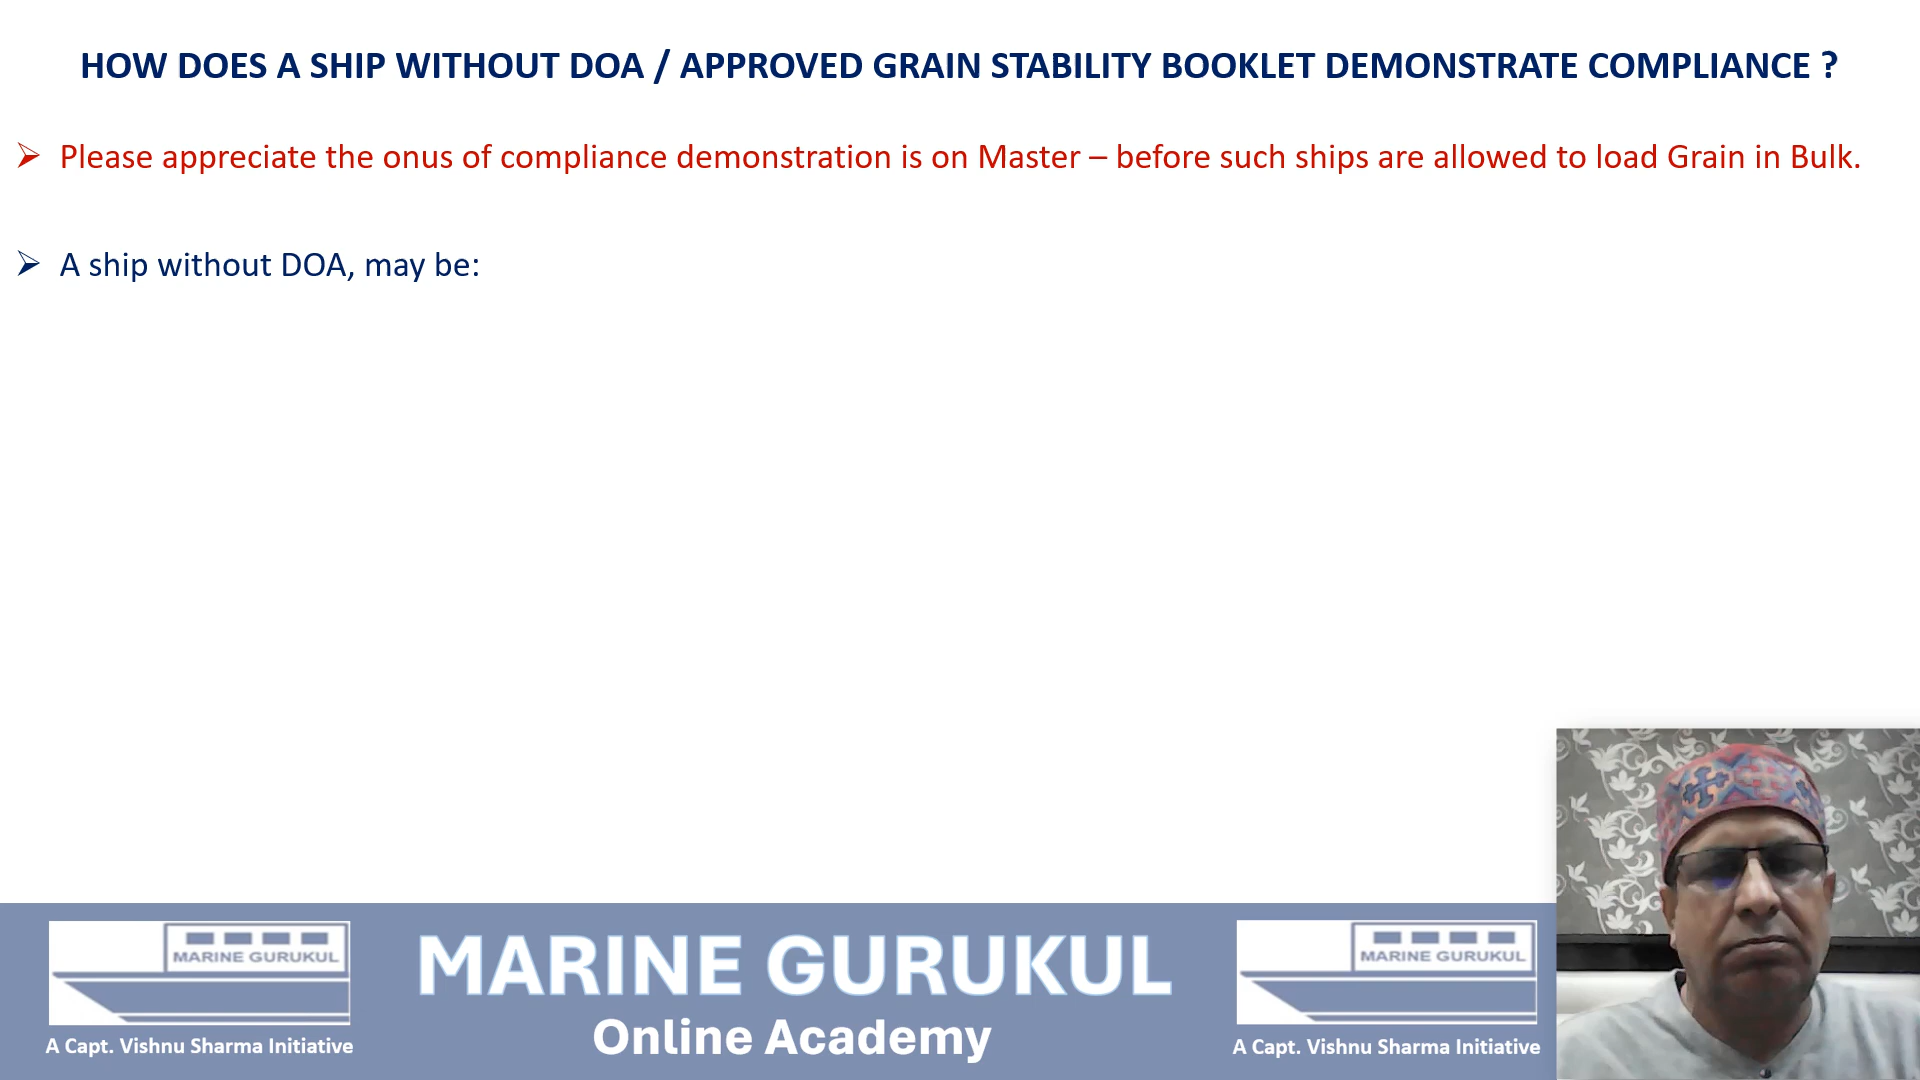 HOW DOES A SHIP WITHOUT DOA / APPROVED GRAIN STABILITY BOOKLET DEMONSTRATE COMPLIANCE ?
➢ Please appreciate the onus of compliance demonstration is on Master – before such ships are allowed to load Grain in Bulk.
➢ A ship without DOA, may be:
MARINE GURUKUL
A Capt. Vishnu Sharma Initiative
MARINE GURUKUL
Online Academy
MARINE GURUKUL
A Capt. Vishnu Sharma Initiative